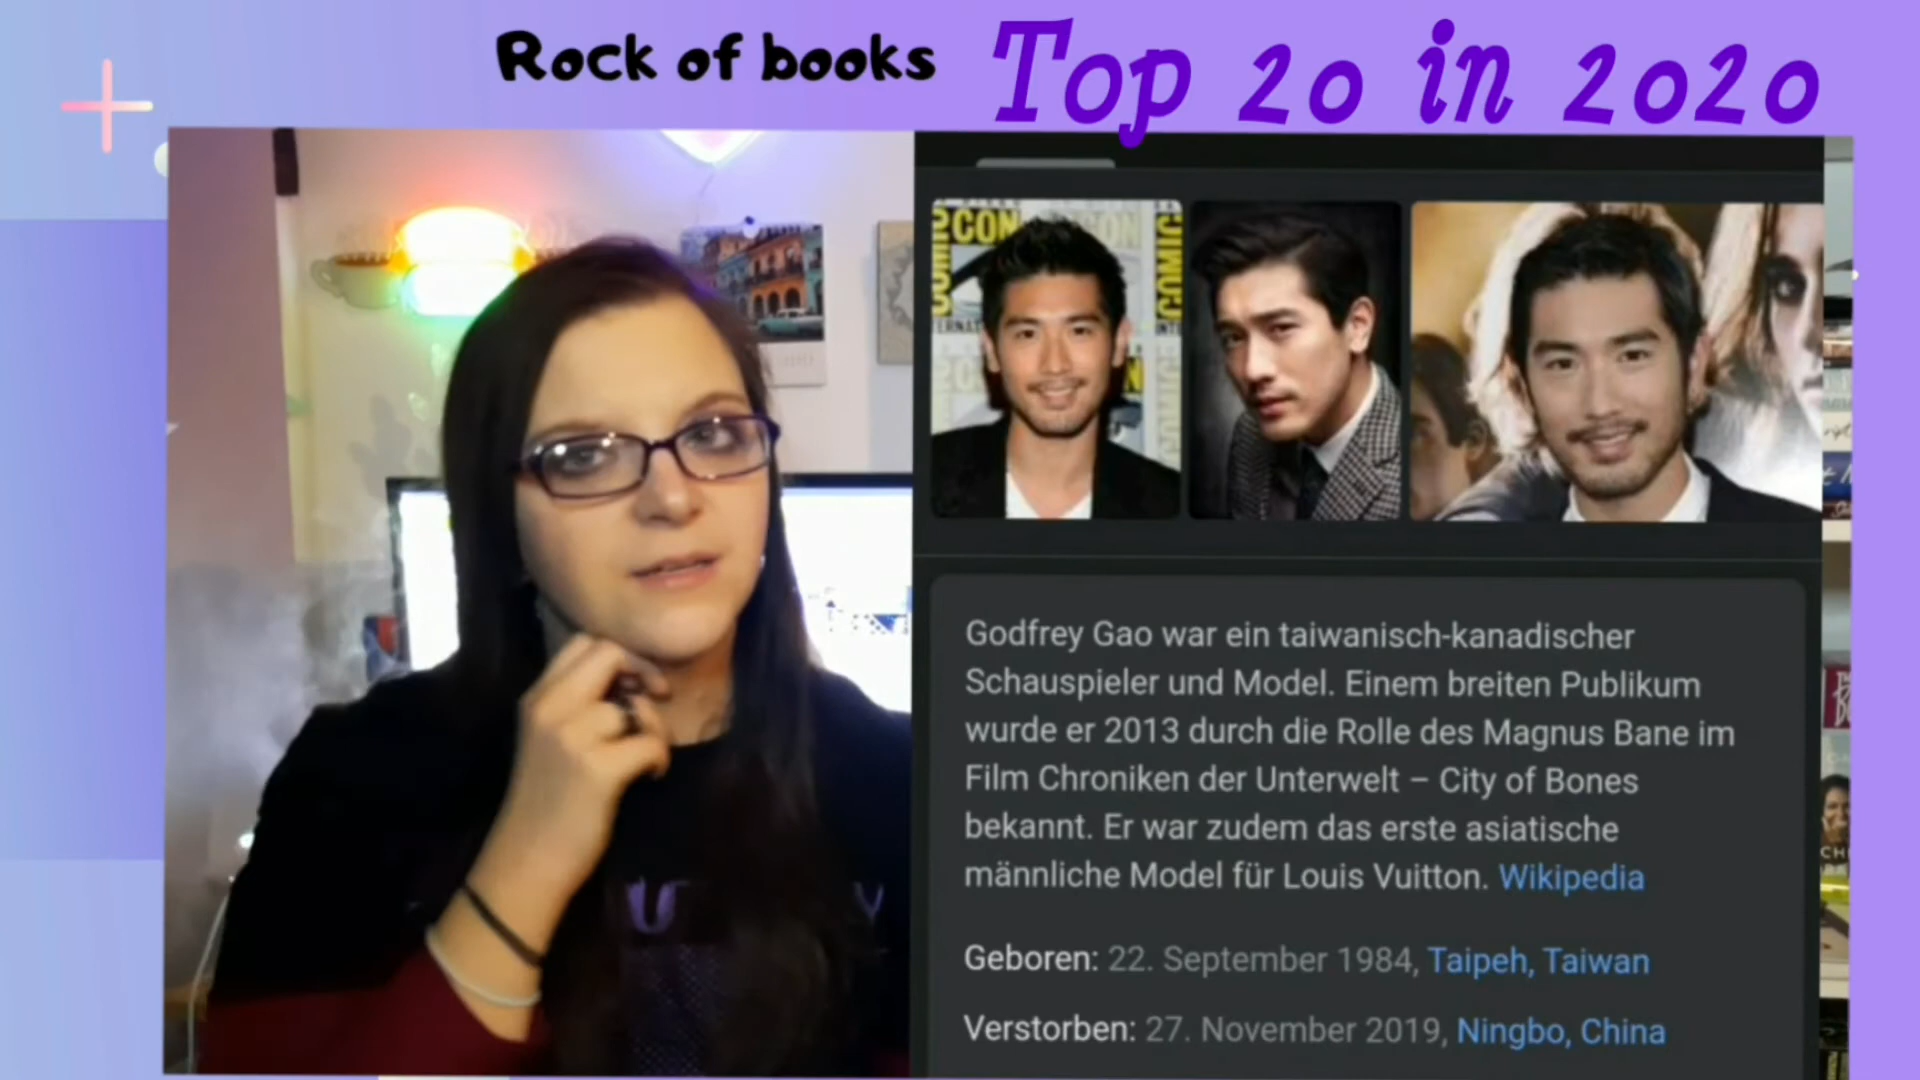 Rock of books
Top 20 in 2020
Godfrey Gao war ein taiwanisch-kanadischer
Schauspieler und Model. Einem breiten Publikum
wurde er 2013 durch die Rolle des Magnus Bane im
Film Chroniken der Unterwelt – City of Bones
bekannt. Er war zudem das erste asiatische
männliche Model für Louis Vuitton. Wikipedia
Geboren: 22. September 1984, Taipeh, Taiwan
Verstorben: 27. November 2019, Ningbo, China